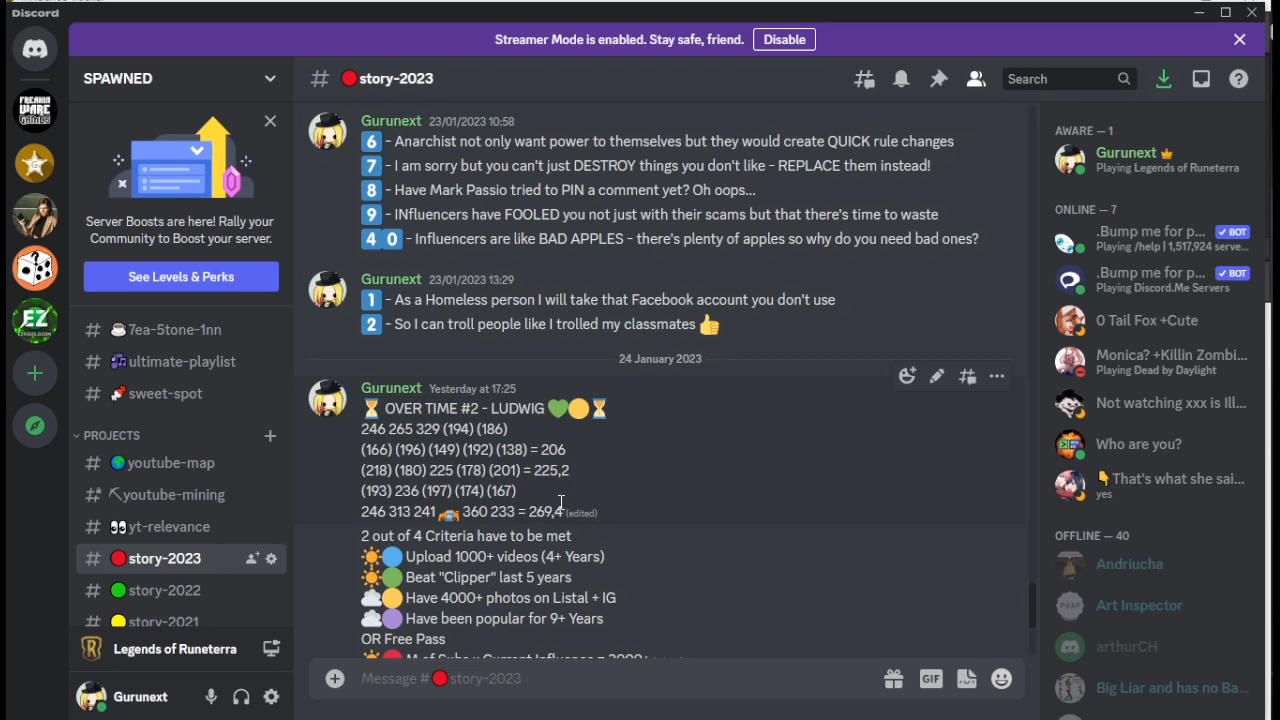 Discord
Streamer Mode is enabled. Stay safe, friend.
Disable
FREAKIN
WARE
GAMES
EZ
SPAWNED
Server Boosts are here! Rally your
Community to Boost your server.
See Levels & Perks
7ea-5tone-1nn
ultimate-playlist
sweet-spot
PROJECTS
youtube-map
youtube-mining
yt-relevance
story-2023
story-2022
story-2021
Legends of Runeterra
Gurunext
story-2023
Search
Gurunext 23/01/2023 10:58
6 - Anarchist not only want power to themselves but they would create QUICK rule changes
7 - I am sorry but you can't just DESTROY things you don't like - REPLACE them instead!
8 - Have Mark Passio tried to PIN a comment yet? Oh oops...
9 - INfluencers have FOOLED you not just with their scams but that there's time to waste
4 0 - Influencers are like BAD APPLES - there's plenty of apples so why do you need bad ones?
Gurunext 23/01/2023 13:29
1 - As a Homeless person I will take that Facebook account you don't use
2 - So I can troll people like I trolled my classmates 👍
24 January 2023
Gurunext Yesterday at 17:25
⏳ OVER TIME #2 - LUDWIG 💚🟡⏳
246 265 329 (194) (186)
(166) (196) (149) (192) (138) = 206
(218) (180) 225 (178) (201) = 225,2
(193) 236 (197) (174) (167)
246 313 241 360 233 = 269,4 (edited)
2 out of 4 Criteria have to be met
☀️🔵 Upload 1000+ videos (4+ Years)
☀️🟢 Beat "Clipper" last 5 years
☁️🟡 Have 4000+ photos on Listal + IG
☁️🟣 Have been popular for 9+ Years
OR Free Pass
☀️🔴 M of Subs x Current Influence = 2000+
Message # 🔴story-2023
GIF
AWARE — 1
Gurunext
Playing Legends of Runeterra
ONLINE — 7
.Bump me for p... ✓ BOT
Playing /help | 1,517,924 serve...
.Bump me for p... ✓ BOT
Playing Discord.Me Servers
0 Tail Fox +Cute
Monica? +Killin Zombi...
Playing Dead by Daylight
Not watching xxx is Ill...
Who are you?
👇That's what she sai...
yes
OFFLINE — 40
Andriucha
Art Inspector
arthurCH
Big Liar and has no Ba...